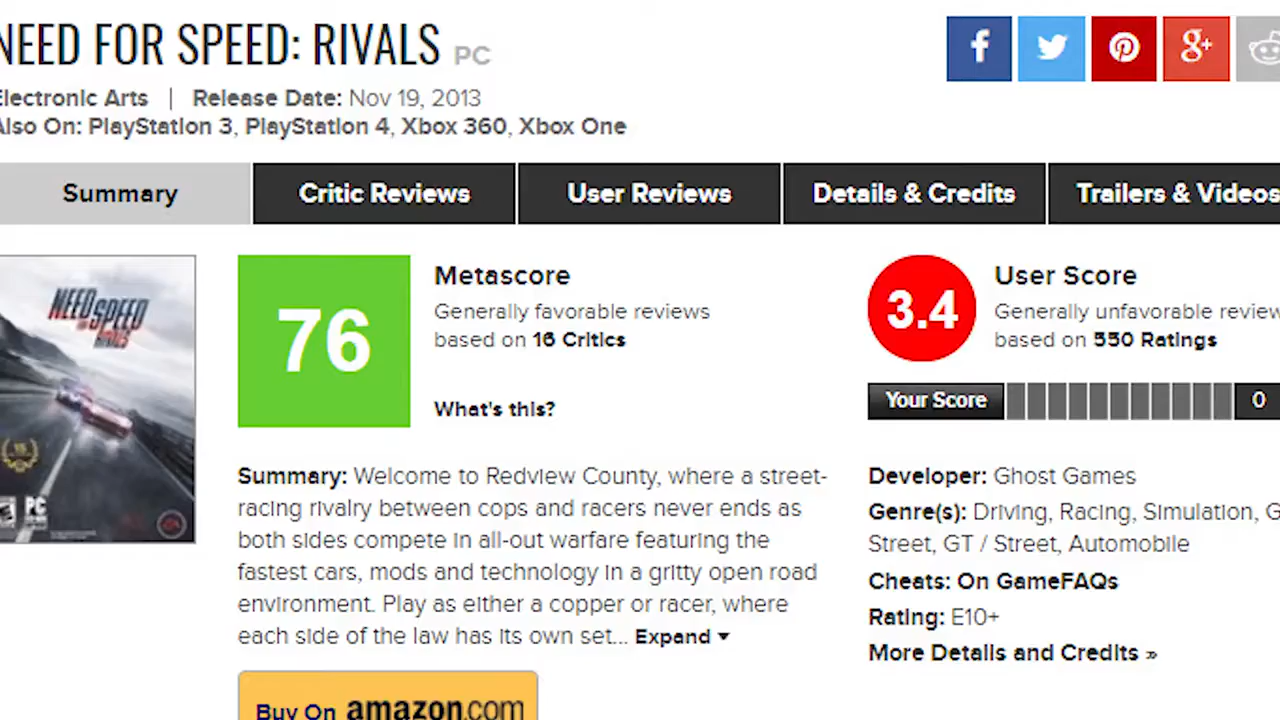 NEED FOR SPEED: RIVALS PC
Electronic Arts | Release Date: Nov 19, 2013
Also On: PlayStation 3, PlayStation 4, Xbox 360, Xbox One
Summary
Critic Reviews
User Reviews
Details & Credits
Trailers & Videos
NEED FOR SPEED
RIVALS
PC
EA
76
Metascore
Generally favorable reviews
based on 16 Critics
What's this?
3.4
User Score
Generally unfavorable review
based on 550 Ratings
Your Score
0
Summary: Welcome to Redview County, where a street-
racing rivalry between cops and racers never ends as
both sides compete in all-out warfare featuring the
fastest cars, mods and technology in a gritty open road
environment. Play as either a copper or racer, where
each side of the law has its own set... Expand
Developer: Ghost Games
Genre(s): Driving, Racing, Simulation, G
Street, GT / Street, Automobile
Cheats: On GameFAQs
Rating: E10+
More Details and Credits »
Buy On amazon.com